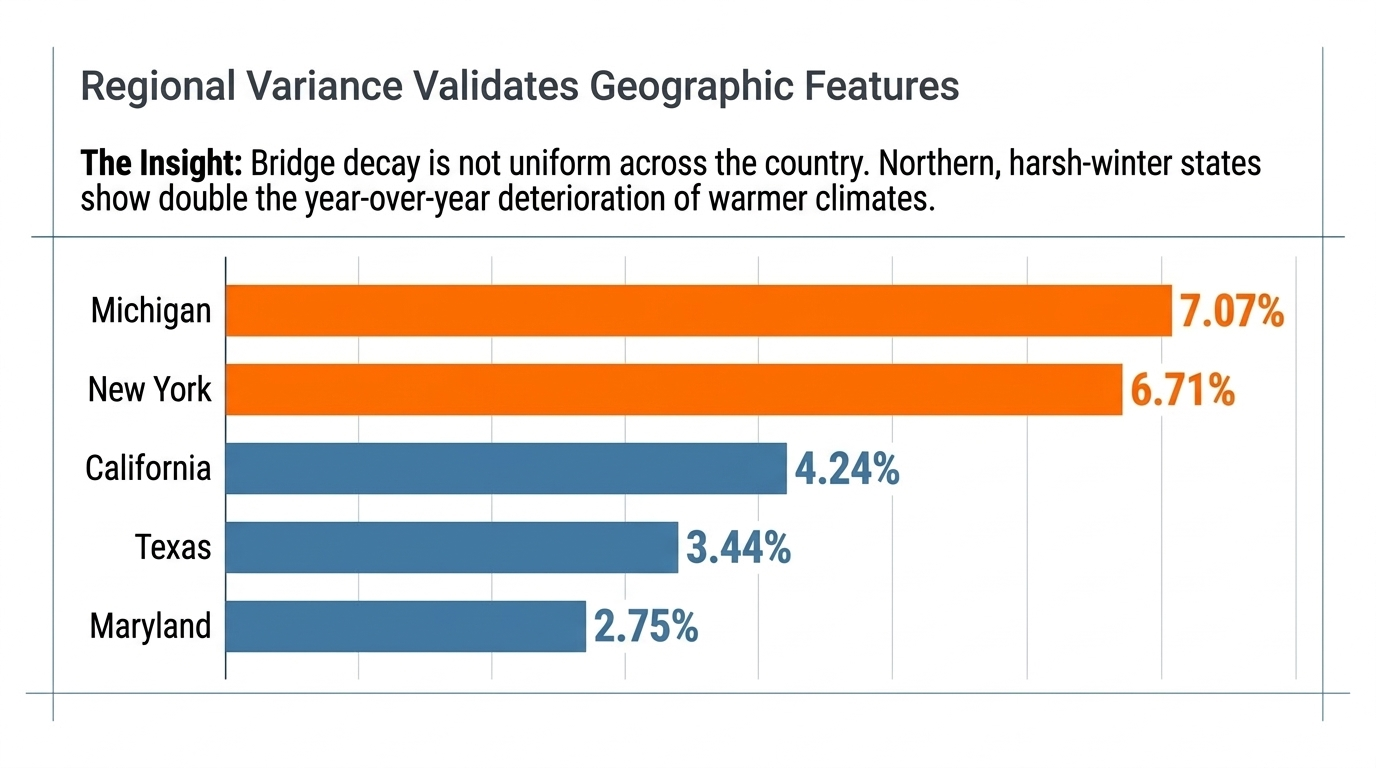 Regional Variance Validates Geographic Features
The Insight: Bridge decay is not uniform across the country. Northern, harsh-winter states
show double the year-over-year deterioration of warmer climates.
Michigan 7.07%
New York 6.71%
California 4.24%
Texas 3.44%
Maryland 2.75%